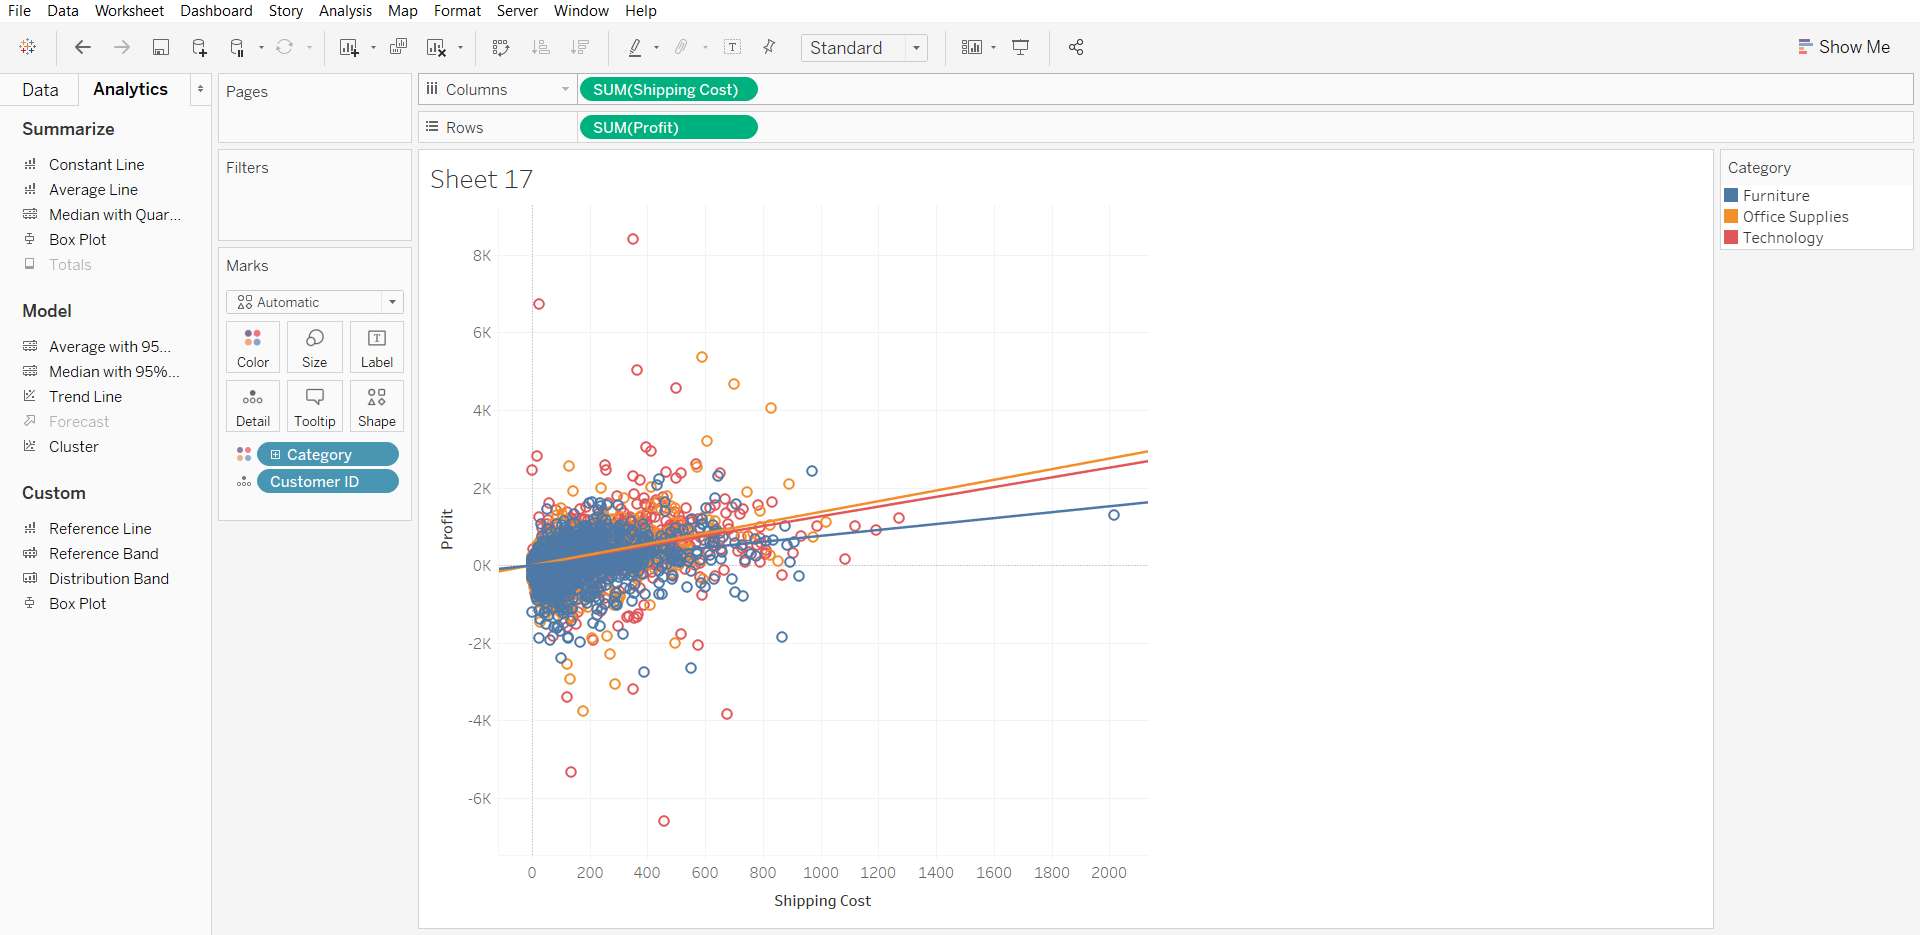 File Data Worksheet Dashboard Story Analysis Map Format Server Window Help
Standard
Show Me
Data Analytics
Summarize
Constant Line
Average Line
Median with Quar...
Box Plot
Totals
Model
Average with 95...
Median with 95%...
Trend Line
Forecast
Cluster
Custom
Reference Line
Reference Band
Distribution Band
Box Plot
Pages
Filters
Marks
Automatic
Color Size Label
Detail Tooltip Shape
Category
Customer ID
Columns SUM(Shipping Cost)
Rows SUM(Profit)
Sheet 17
8K
6K
4K
2K
0K
-2K
-4K
-6K
Profit
0 200 400 600 800 1000 1200 1400 1600 1800 2000
Shipping Cost
Category
Furniture
Office Supplies
Technology